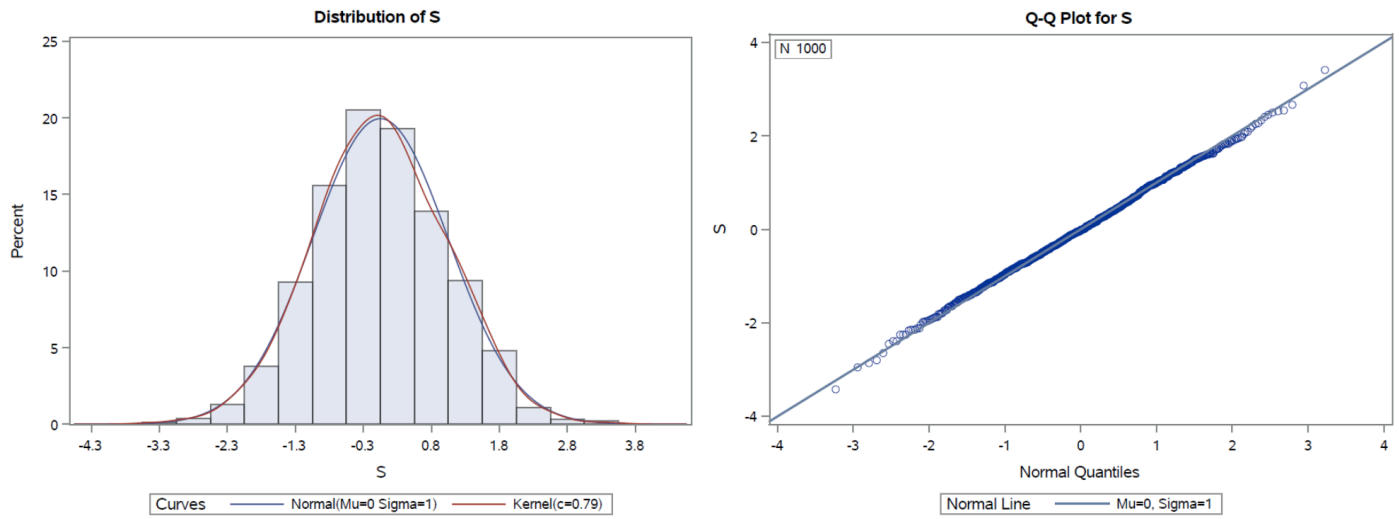 Distribution of S
25
20
15
10
5
0
Percent
-4.3 -3.3 -2.3 -1.3 -0.3 0.8 1.8 2.8 3.8
S
Curves Normal(Mu=0 Sigma=1) Kernel(c=0.79)
Q-Q Plot for S
N 1000
4
2
0
-2
-4
S
-4 -3 -2 -1 0 1 2 3 4
Normal Quantiles
Normal Line Mu=0, Sigma=1